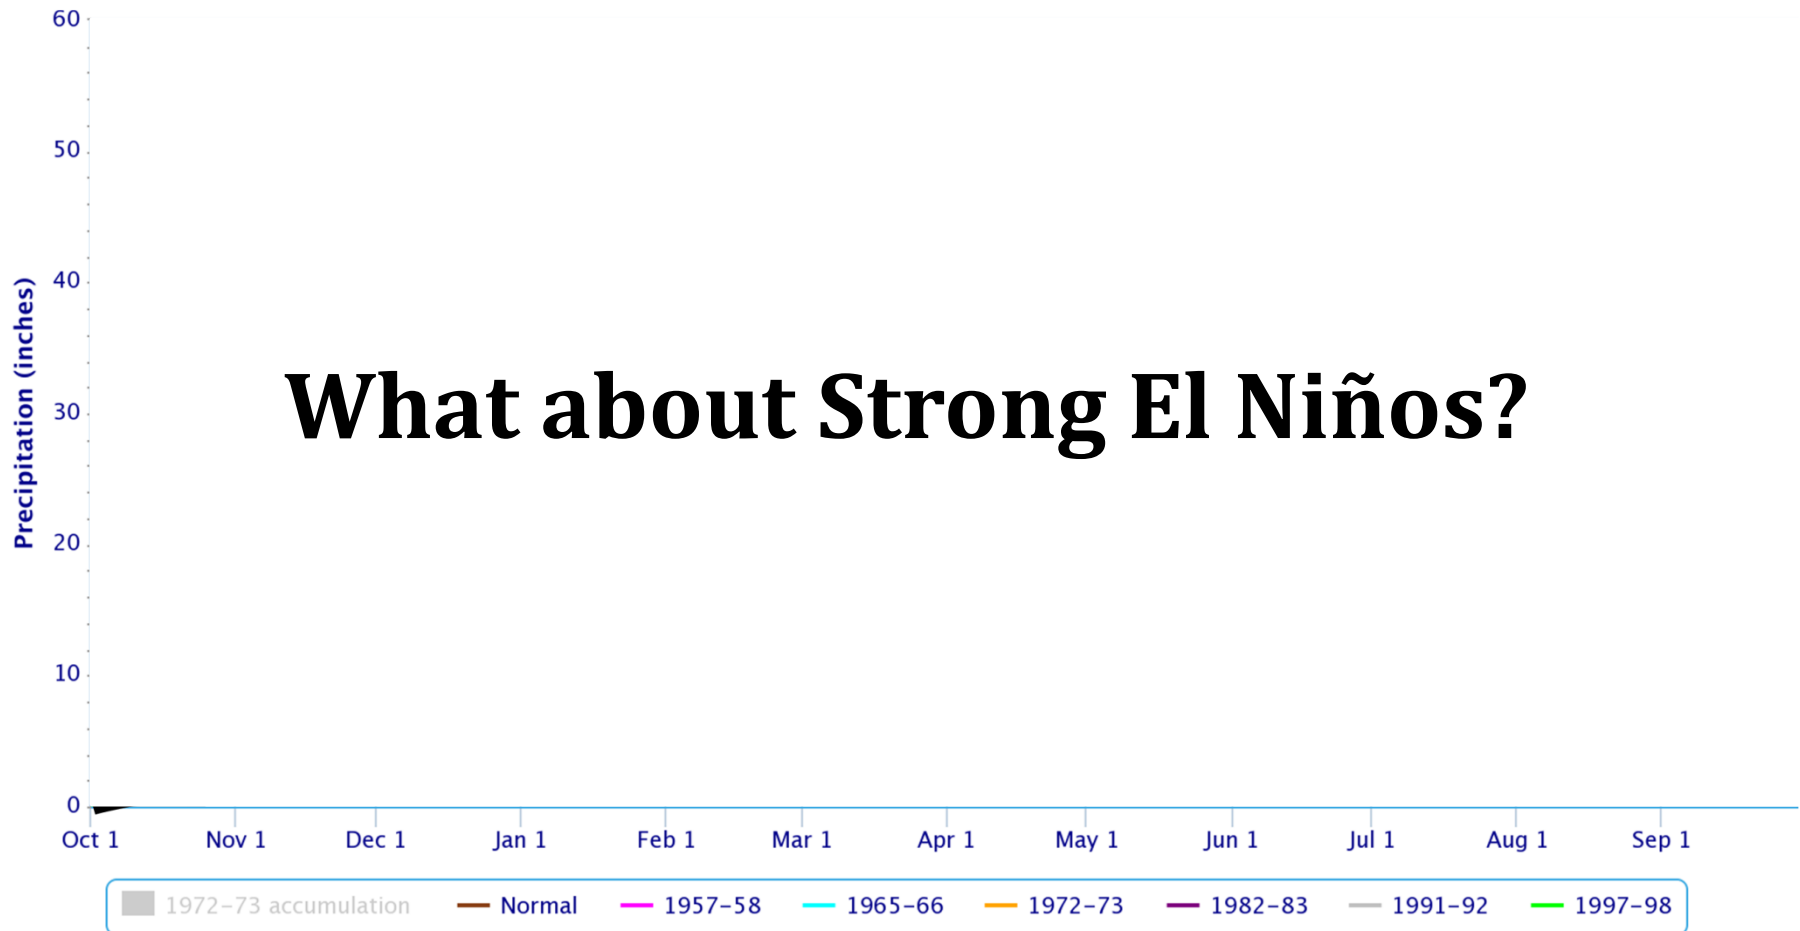 60
50
40
30
20
10
0
Precipitation (inches)
What about Strong El Niños?
Oct 1 Nov 1 Dec 1 Jan 1 Feb 1 Mar 1 Apr 1 May 1 Jun 1 Jul 1 Aug 1 Sep 1
1972–73 accumulation Normal 1957–58 1965–66 1972–73 1982–83 1991–92 1997–98